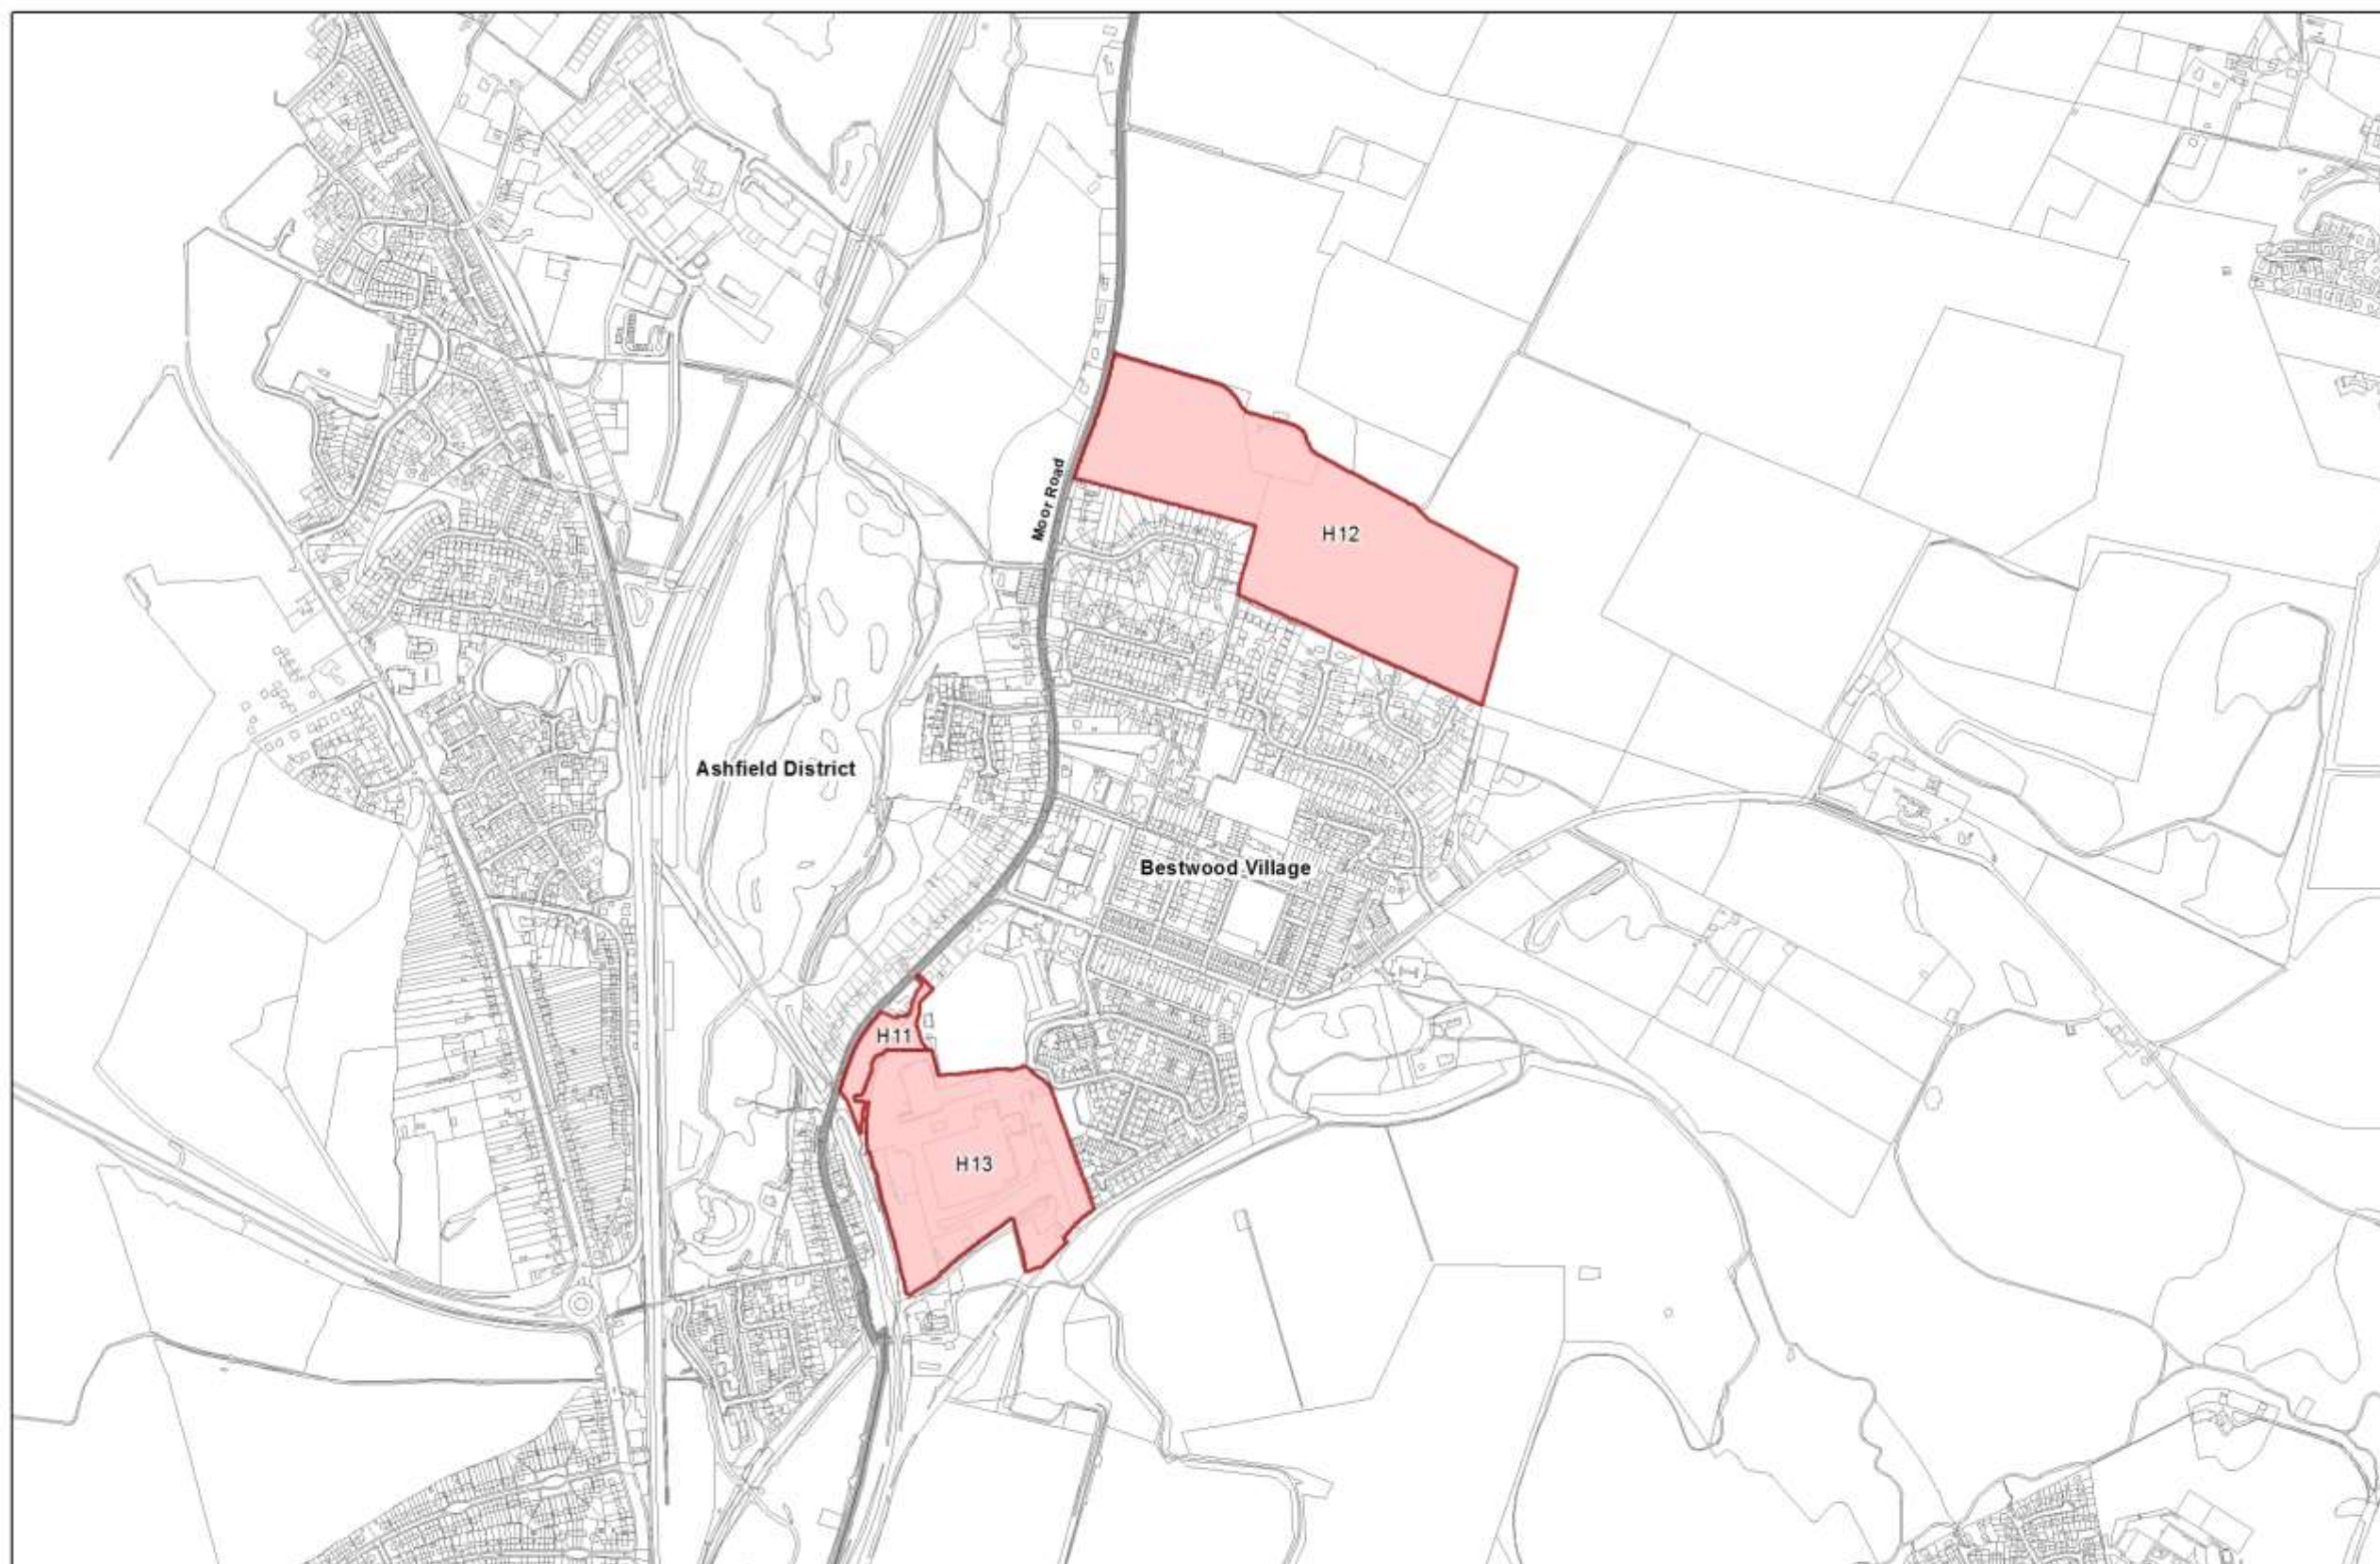 Moor Road
H12
Ashfield District
Bestwood Village
H11
H13